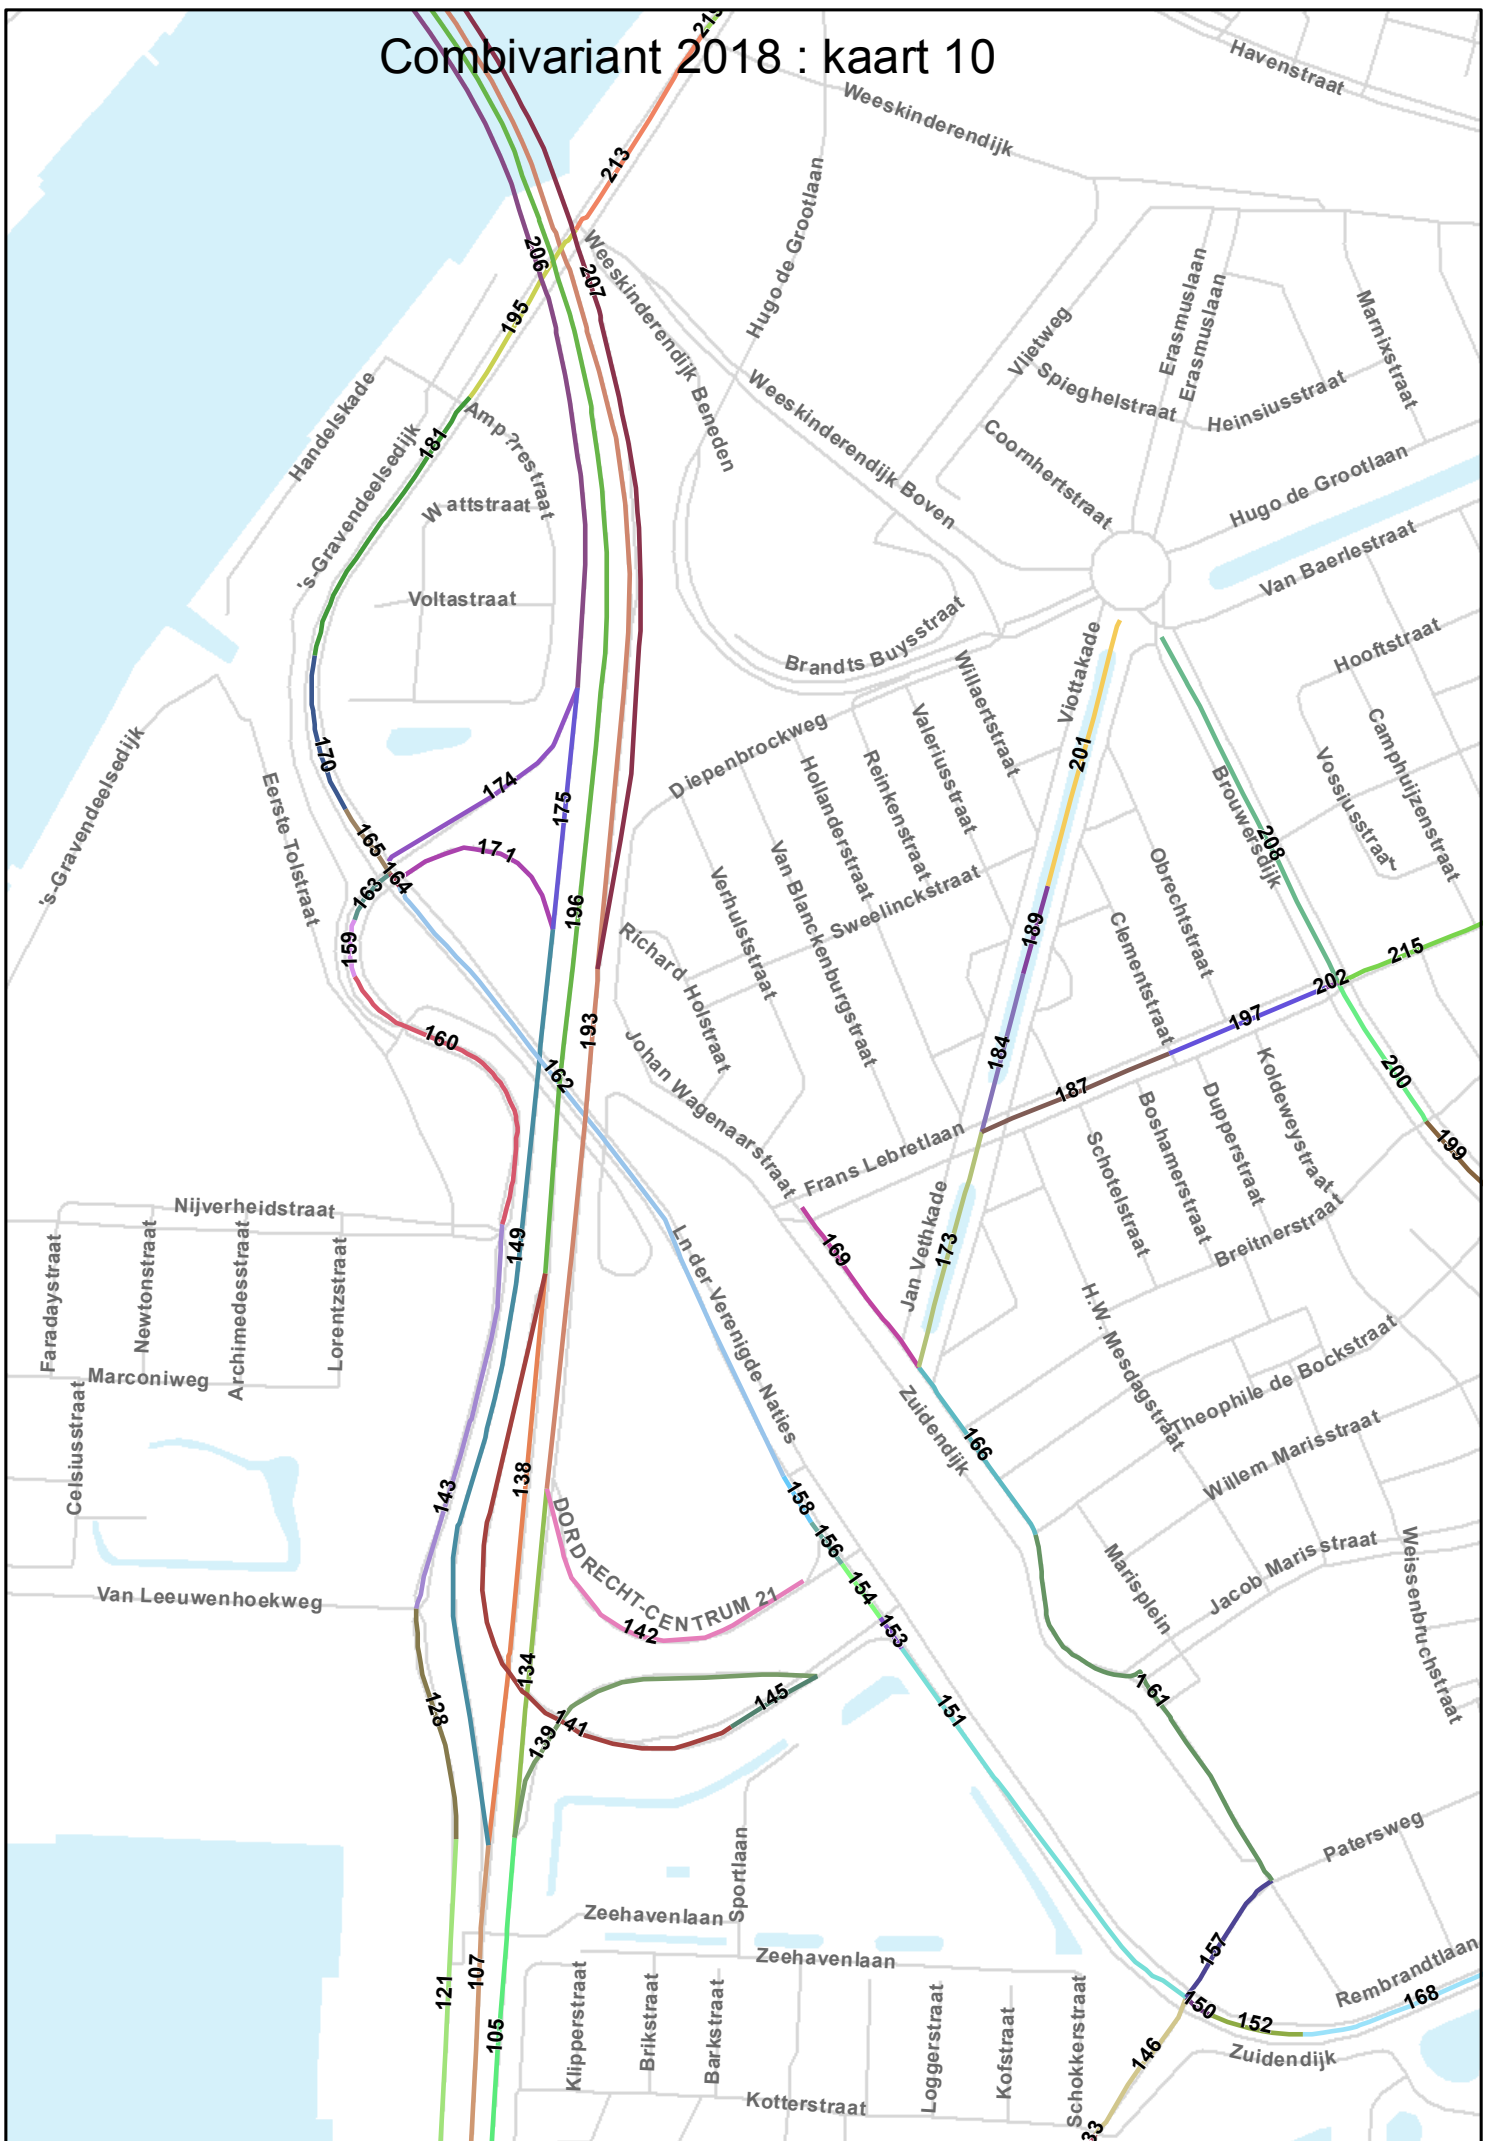 Combivariant 2018 : kaart 10
219
Havenstraat
Weeskinderendijk
213
Hugo de Grootlaan
206
207
Weeskinderendijk Beneden
195
Erasmuslaan
Erasmuslaan
Marnixstraat
Vlietweg
Spieghelstraat
Heinsiusstraat
Handelskade
Amp?restraat
181
's-Gravendeelsedijk
Weeskinderendijk Boven
Coornhertstraat
Hugo de Grootlaan
Wattstraat
Van Baerlestraat
Voltastraat
Brandts Buysstraat
Viottakade
Hooftstraat
Willaertstraat
Valeriusstraat
Diepenbrockweg
201
Camphuijzenstraat
Vossiusstraat
170
's-Gravendeelsedijk
Eerste Tolstraat
174
175
Hollanderstraat
Reinkenstraat
Brouwersdijk
208
165
171
164
163
Verhulststraat
Van Blanckenburgstraat
Sweelinckstraat
Obrechtstraat
196
189
Clementstraat
159
Richard Holstraat
215
202
193
160
197
184
162
Johan Wagenaarstraat
187
Koldeweystraat
200
Dupperstraat
Boshamerstraat
Schotelstraat
199
Frans Lebretlaan
Nijverheidstraat
149
169
Jan Vethkade
173
Breitnerstraat
Faradaystraat
Newtonstraat
Archimedesstraat
Lorentzstraat
Ln der Verenigde Naties
H.W. Mesdagstraat
Marconiweg
Theophile de Bockstraat
Celsiusstraat
Zuidendijk
166
Willem Marisstraat
143
138
158
DORDRECHT-CENTRUM 21
156
Marisplein
Jacob Marisstraat
Weissenbruchstraat
Van Leeuwenhoekweg
154
142
153
134
128
145
161
151
141
139
Patersweg
Sportlaan
Zeehavenlaan
Zeehavenlaan
157
Rembrandtlaan
121
107
105
Klipperstraat
Brikstraat
Barkstraat
Loggerstraat
Kofstraat
Schokkerstraat
150
152
168
146
Zuidendijk
Kotterstraat
33